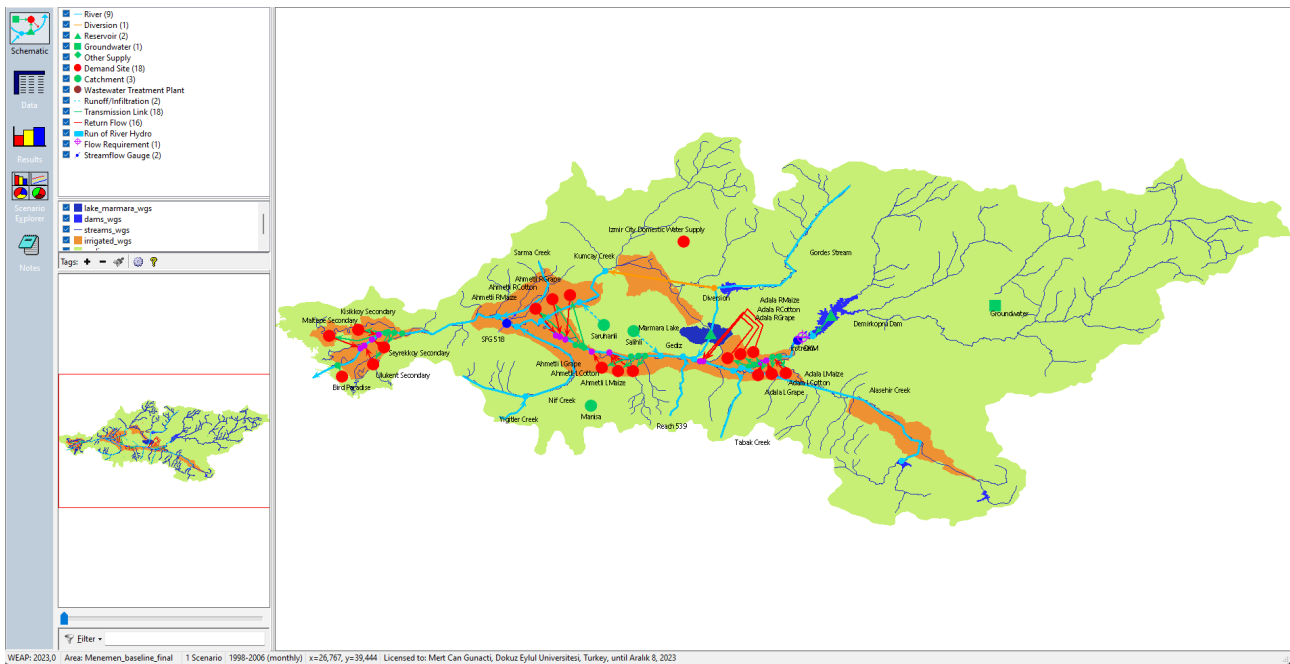 Schematic
Data
Results
Scenario
Explorer
Notes
River (9)
Diversion (1)
Reservoir (2)
Groundwater (1)
Other Supply
Demand Site (18)
Catchment (3)
Wastewater Treatment Plant
Runoff/Infiltration (2)
Transmission Link (18)
Return Flow (16)
Run of River Hydro
Flow Requirement (1)
Streamflow Gauge (2)
lake_marmara_wgs
dams_wgs
streams_wgs
irrigated_wgs
Tags:
Filter
Izmir City Domestic Water Supply
Sarma Creek
Kumcay Creek
Gordes Stream
Ahmetli RGrape
Ahmetli RCotton
Ahmetli RMaize
Diversion
Adala RMaize
Adala RCotton
Adala RGrape
Groundwater
Kisikkoy Secondary
Maltepe Secondary
Saruhanli
Salihli
Marmara Lake
Demirkopru Dam
SFG 518
Gediz
Seyrekkoy Secondary
Ulukent Secondary
Bird Paradise
Ahmetli LGrape
Ahmetli LCotton
Ahmetli LMaize
Adala LMaize
Adala LCotton
Adala LGrape
Alasehir Creek
Nif Creek
Manisa
Yigitler Creek
Reach 539
Tabak Creek
WEAP: 2023,0 Area: Menemen_baseline_final 1 Scenario 1998-2006 (monthly) x=26,767, y=39,444 Licensed to: Mert Can Gunacti, Dokuz Eylul Universitesi, Turkey, until Aralık 8, 2023